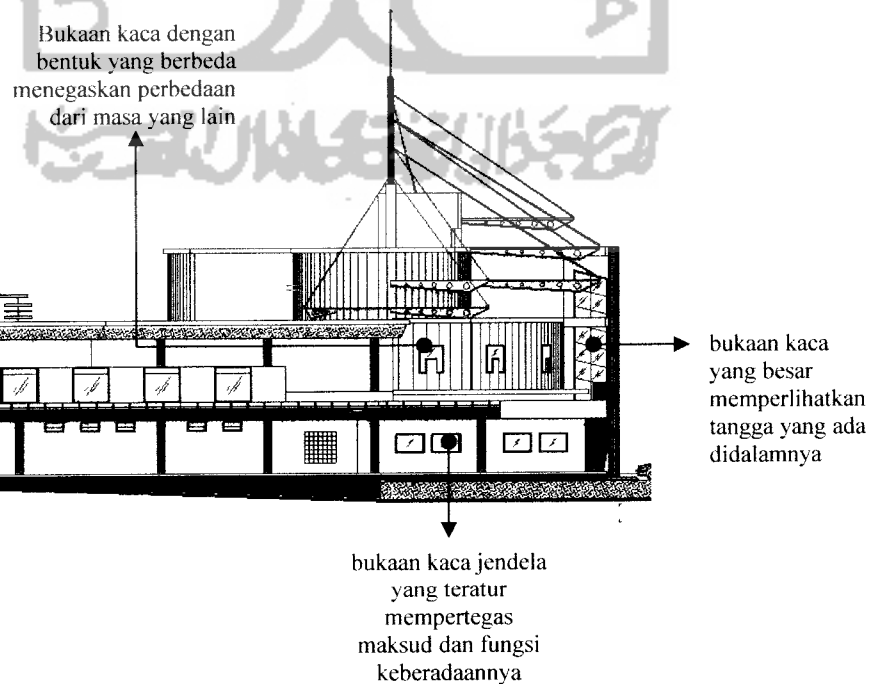 Bukaan kaca dengan
bentuk yang berbeda
menegaskan perbedaan
dari masa yang lain
bukaan kaca
yang besar
memperlihatkan
tangga yang ada
didalamnya
bukaan kaca jendela
yang teratur
mempertegas
maksud dan fungsi
keberadaannya